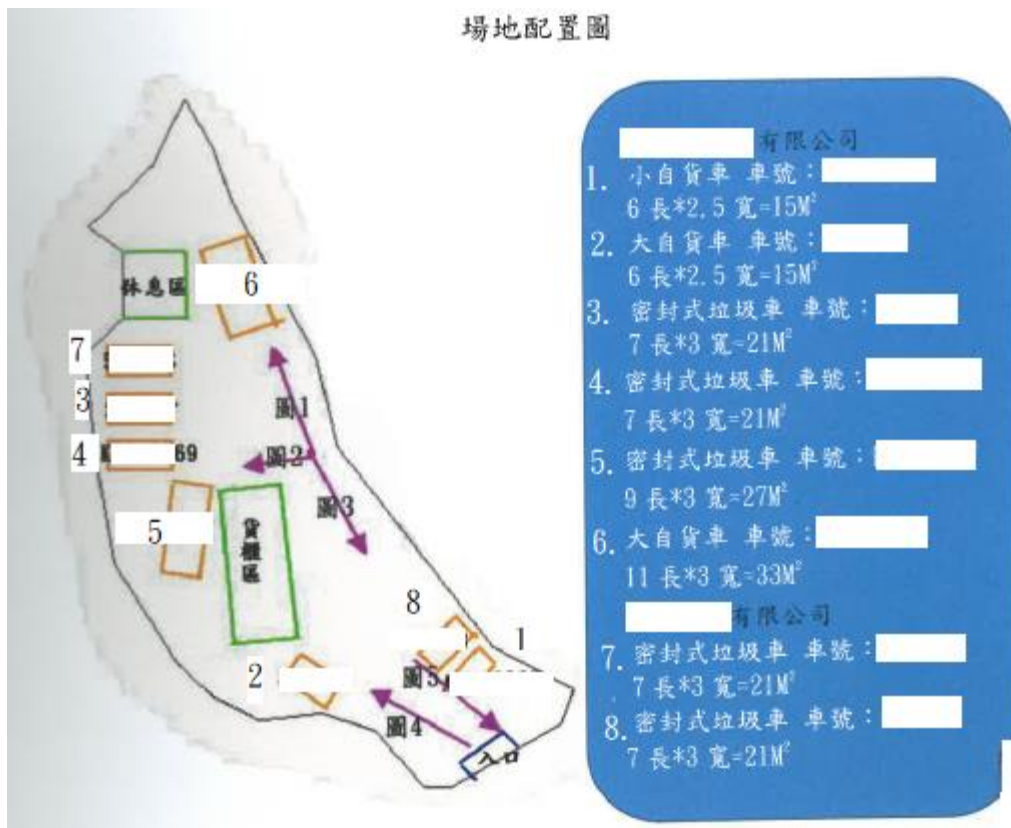 場地配置圖
有限公司
1. 小自貨車 車號：
6 長*2.5 寬=15M²
2. 大自貨車 車號：
6 長*2.5 寬=15M²
3. 密封式垃圾車 車號：
7 長*3 寬=21M²
4. 密封式垃圾車 車號：
7 長*3 寬=21M²
5. 密封式垃圾車 車號：
9 長*3 寬=27M²
6. 大自貨車 車號：
11 長*3 寬=33M²
有限公司
7. 密封式垃圾車 車號：
7 長*3 寬=21M²
8. 密封式垃圾車 車號：
7 長*3 寬=21M²
休息區
6
7
3
4
69
圖1
圖2
圖3
5
貨櫃區
8
1
2
圖5
圖4
入口